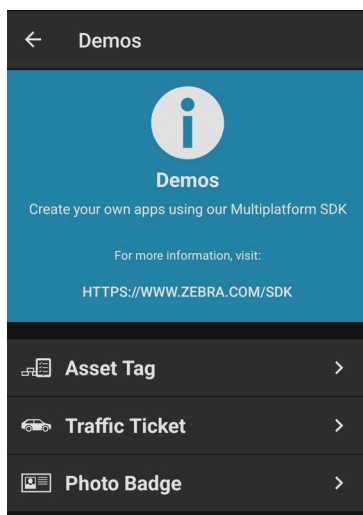 Demos
Demos
Create your own apps using our Multiplatform SDK
For more information, visit:
HTTPS://WWW.ZEBRA.COM/SDK
Asset Tag
Traffic Ticket
Photo Badge